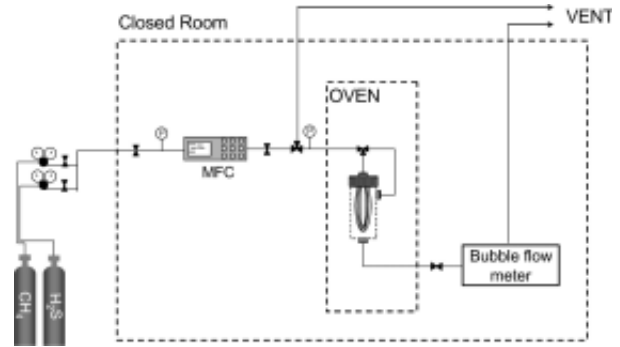 Closed Room
VENT
OVEN
P
P
MFC
Bubble flow
meter
CH4
H2S